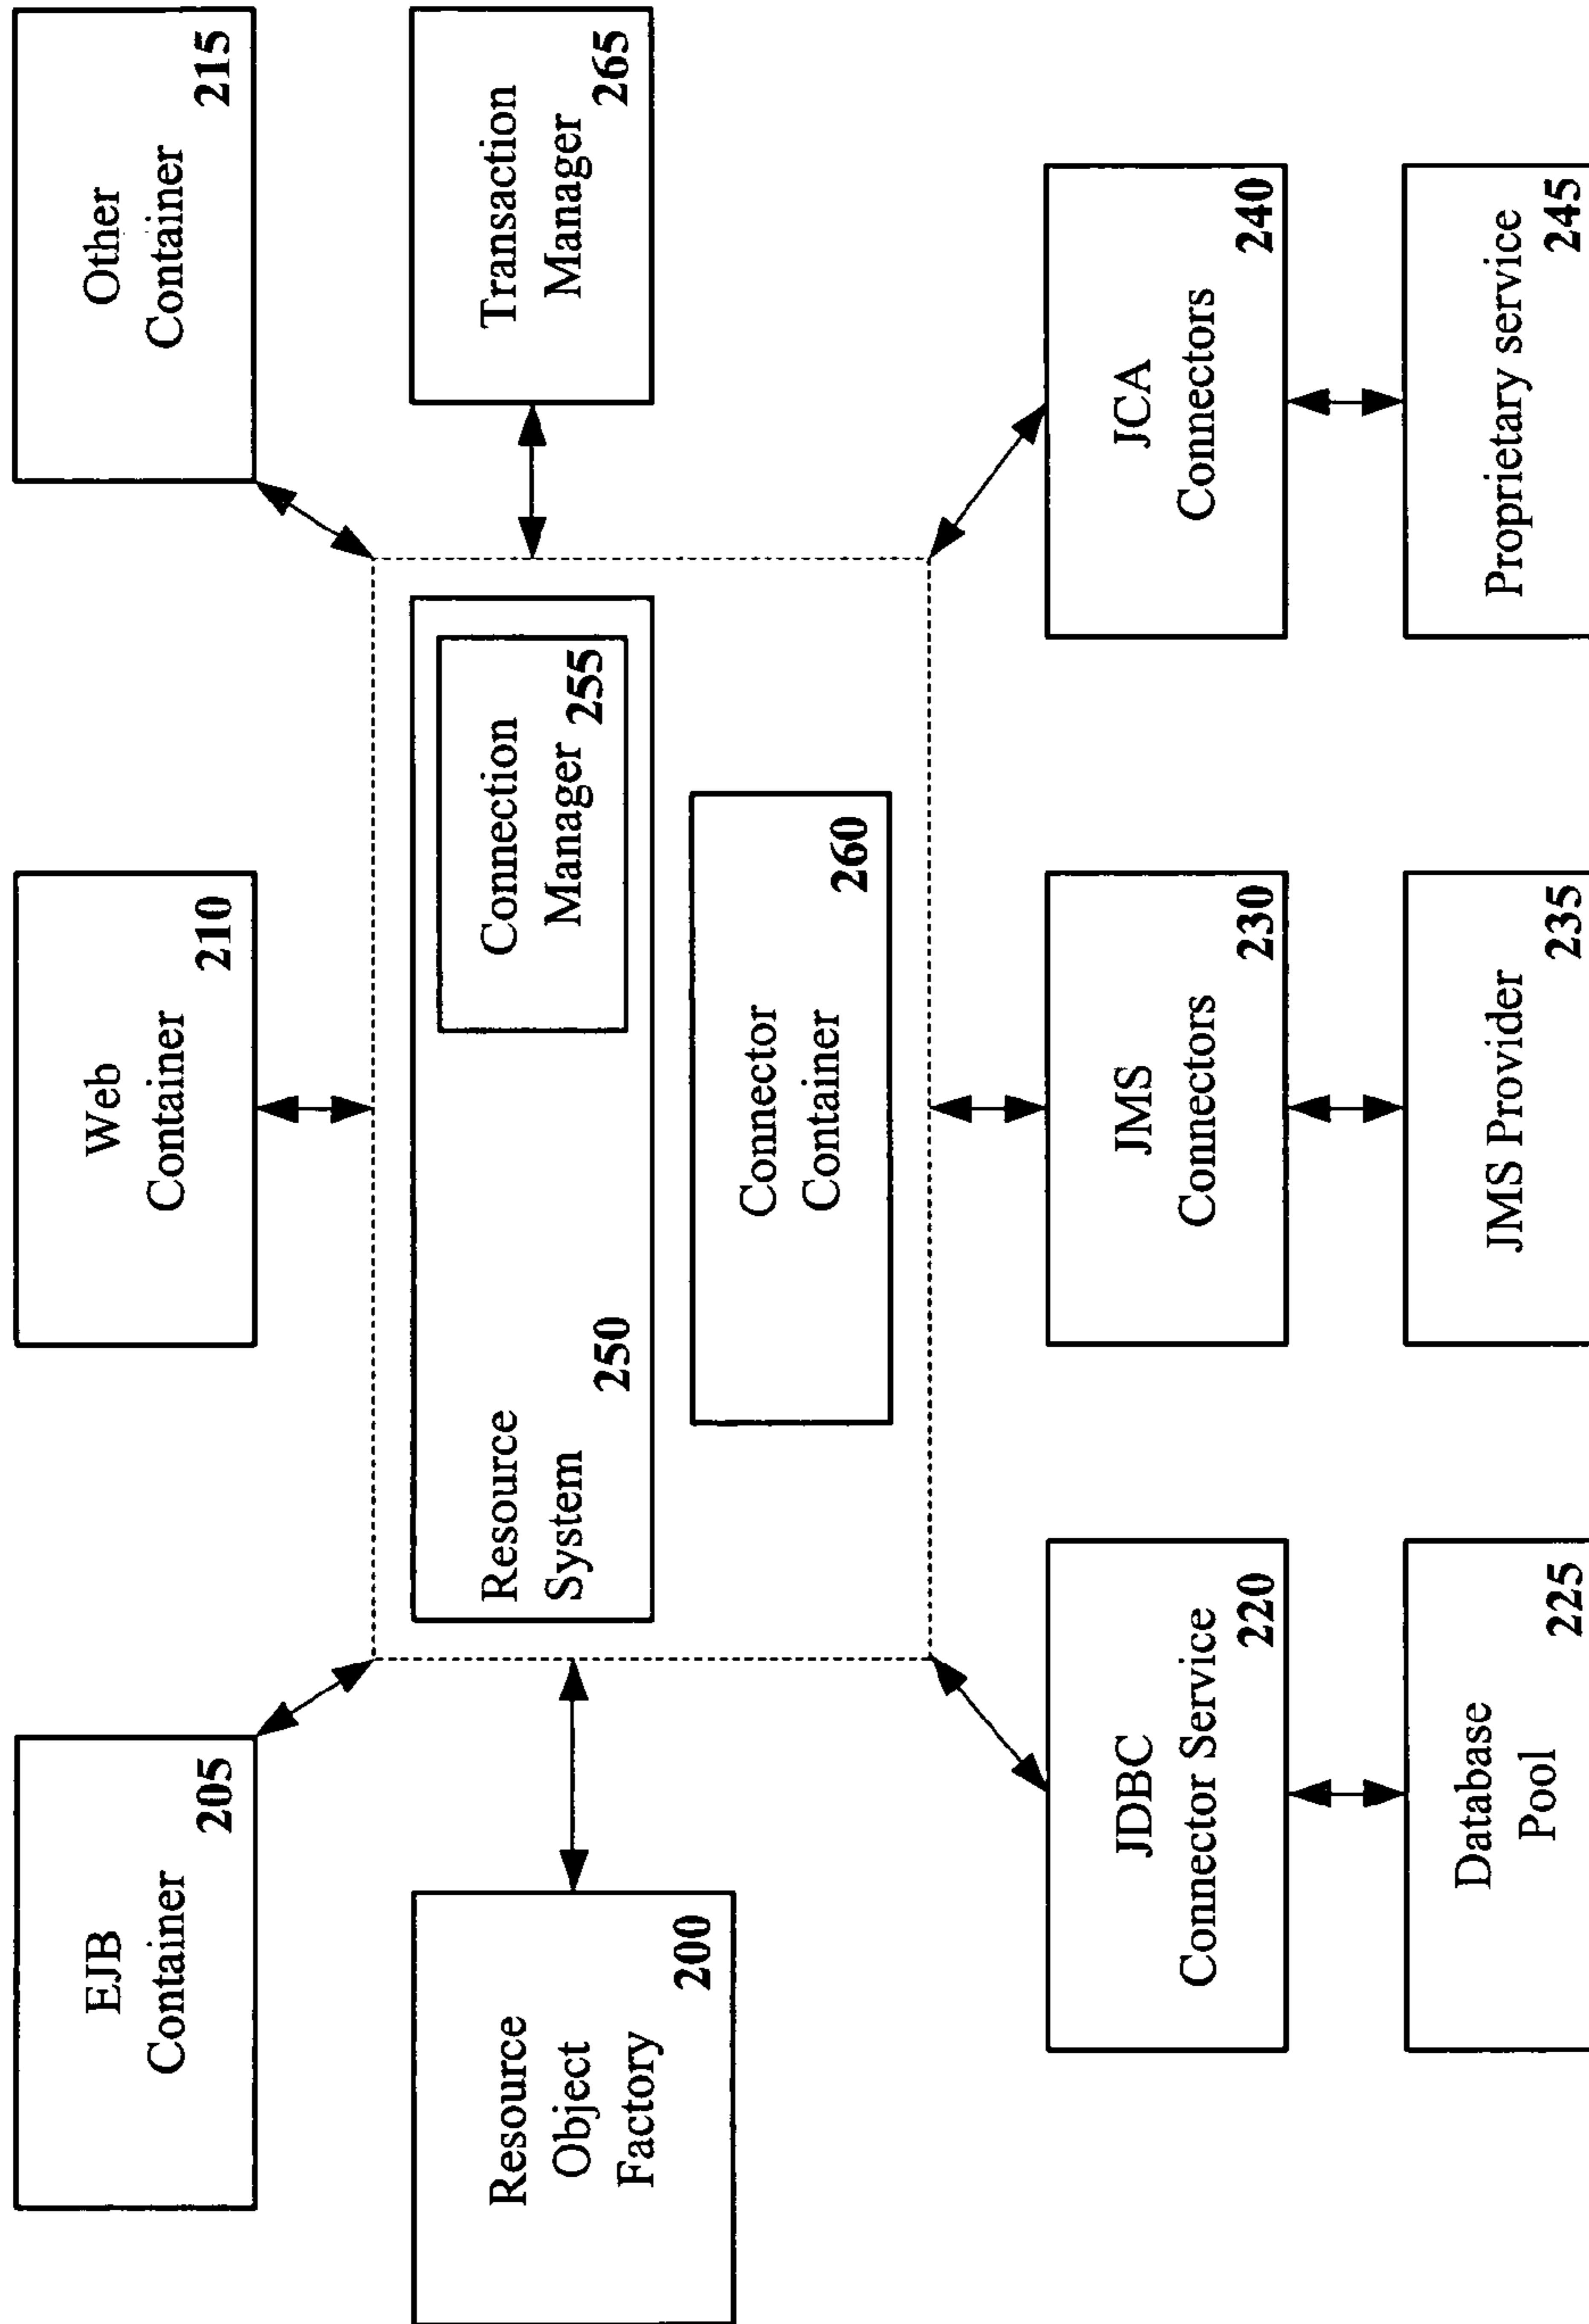 EJB
Container
205
Web
Container
210
Other
Container
215
Resource
Object
Factory
200
Resource
System
250
Connection
Manager 255
Connector
Container
260
Transaction
Manager
265
JDBC
Connector Service
220
JMS
Connectors
230
JCA
Connectors
240
Database
Pool
225
JMS Provider
235
Proprietary service
245